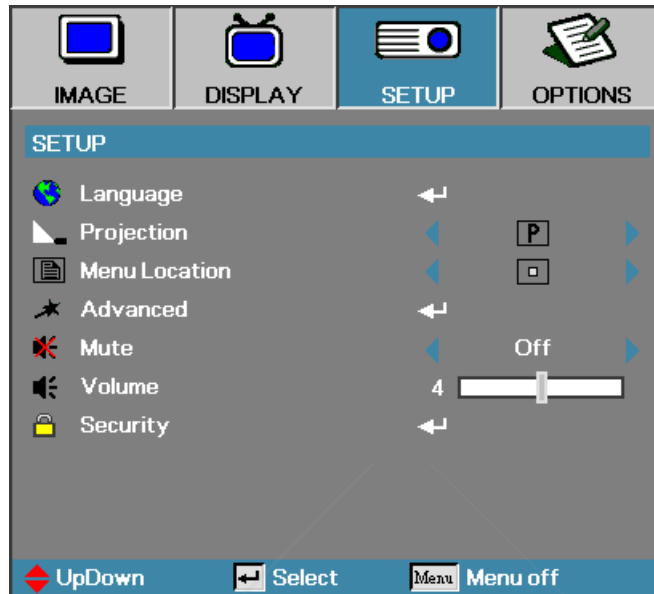 IMAGE DISPLAY SETUP OPTIONS
SETUP
Language
Projection P
Menu Location
Advanced
Mute Off
Volume 4
Security
UpDown Select Menu Menu off